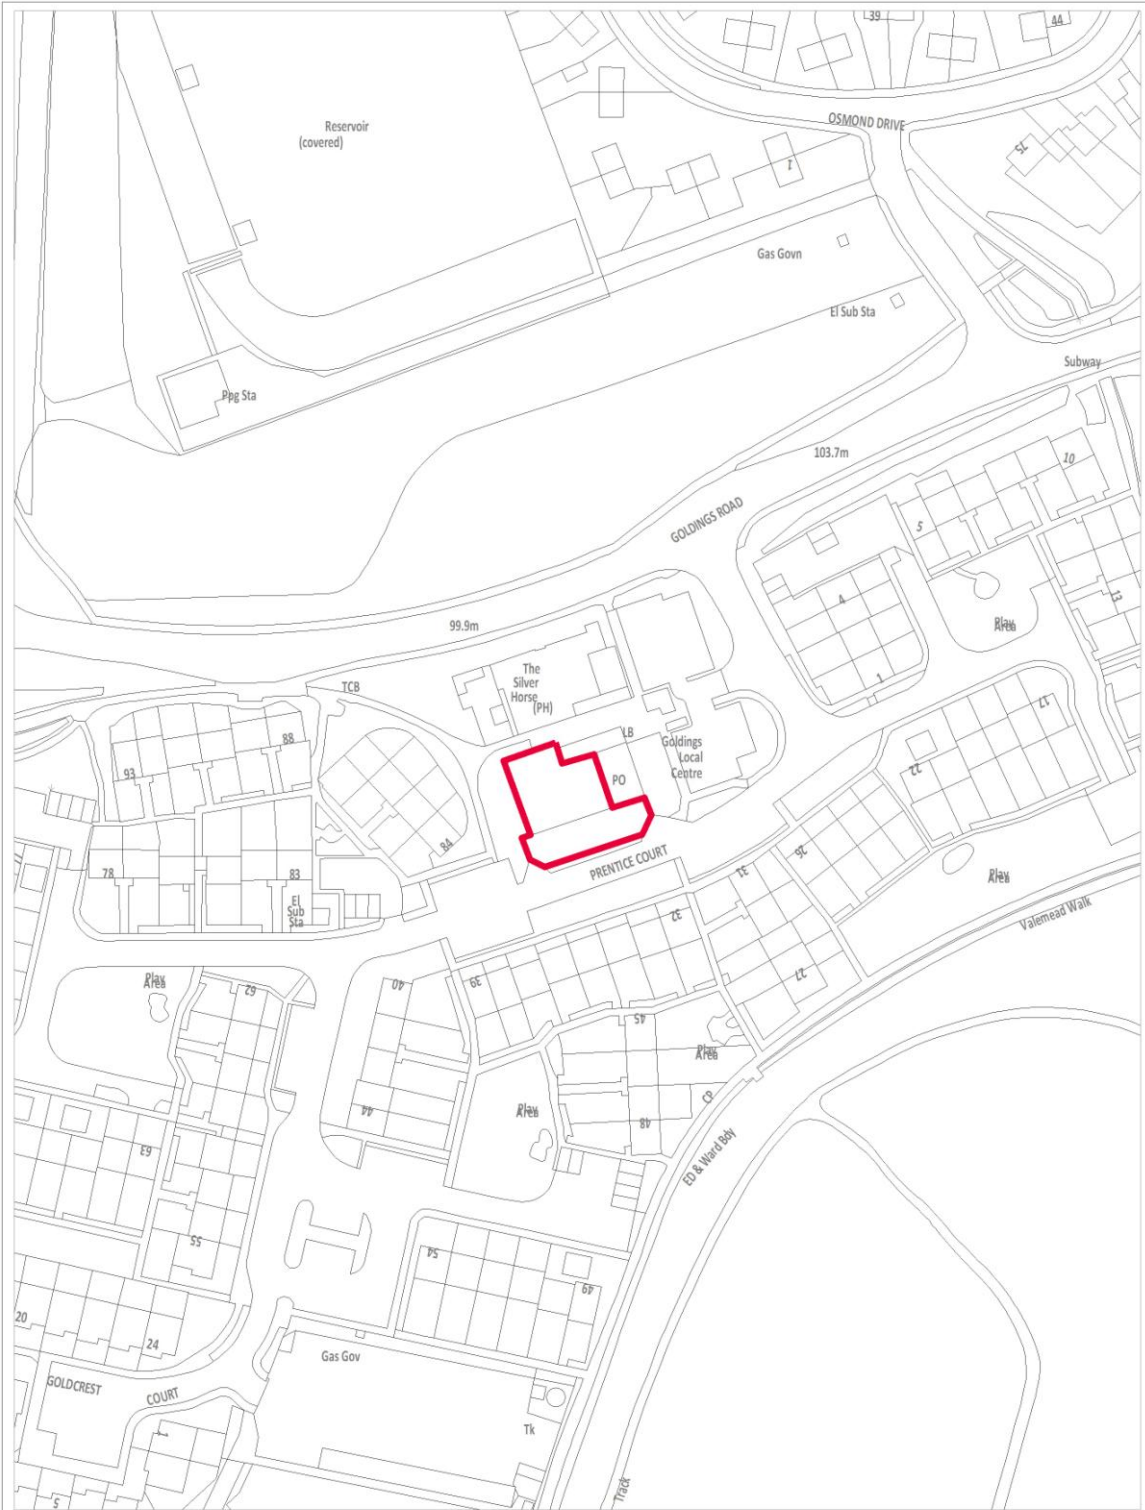 39
44
OSMOND DRIVE
Reservoir
(covered)
75
1
Gas Govn
El Sub Sta
Subway
Ppg Sta
103.7m
10
GOLDINGS ROAD
5
13
4
Play
Area
99.9m
The
Silver
Horse
(PH)
TCB
1
17
LB
88
Goldings
Local
Centre
93
22
PO
84
26
PRENTICE COURT
31
78
83
Play
Area
El
Sub
Sta
32
Valemead Walk
27
Play
Area
62
40
39
45
Play
Area
CP
44
Play
Area
48
63
ED & Ward Bdy
55
54
49
20
24
Gas Gov
GOLDCREST
COURT
Tk
1
Track
5